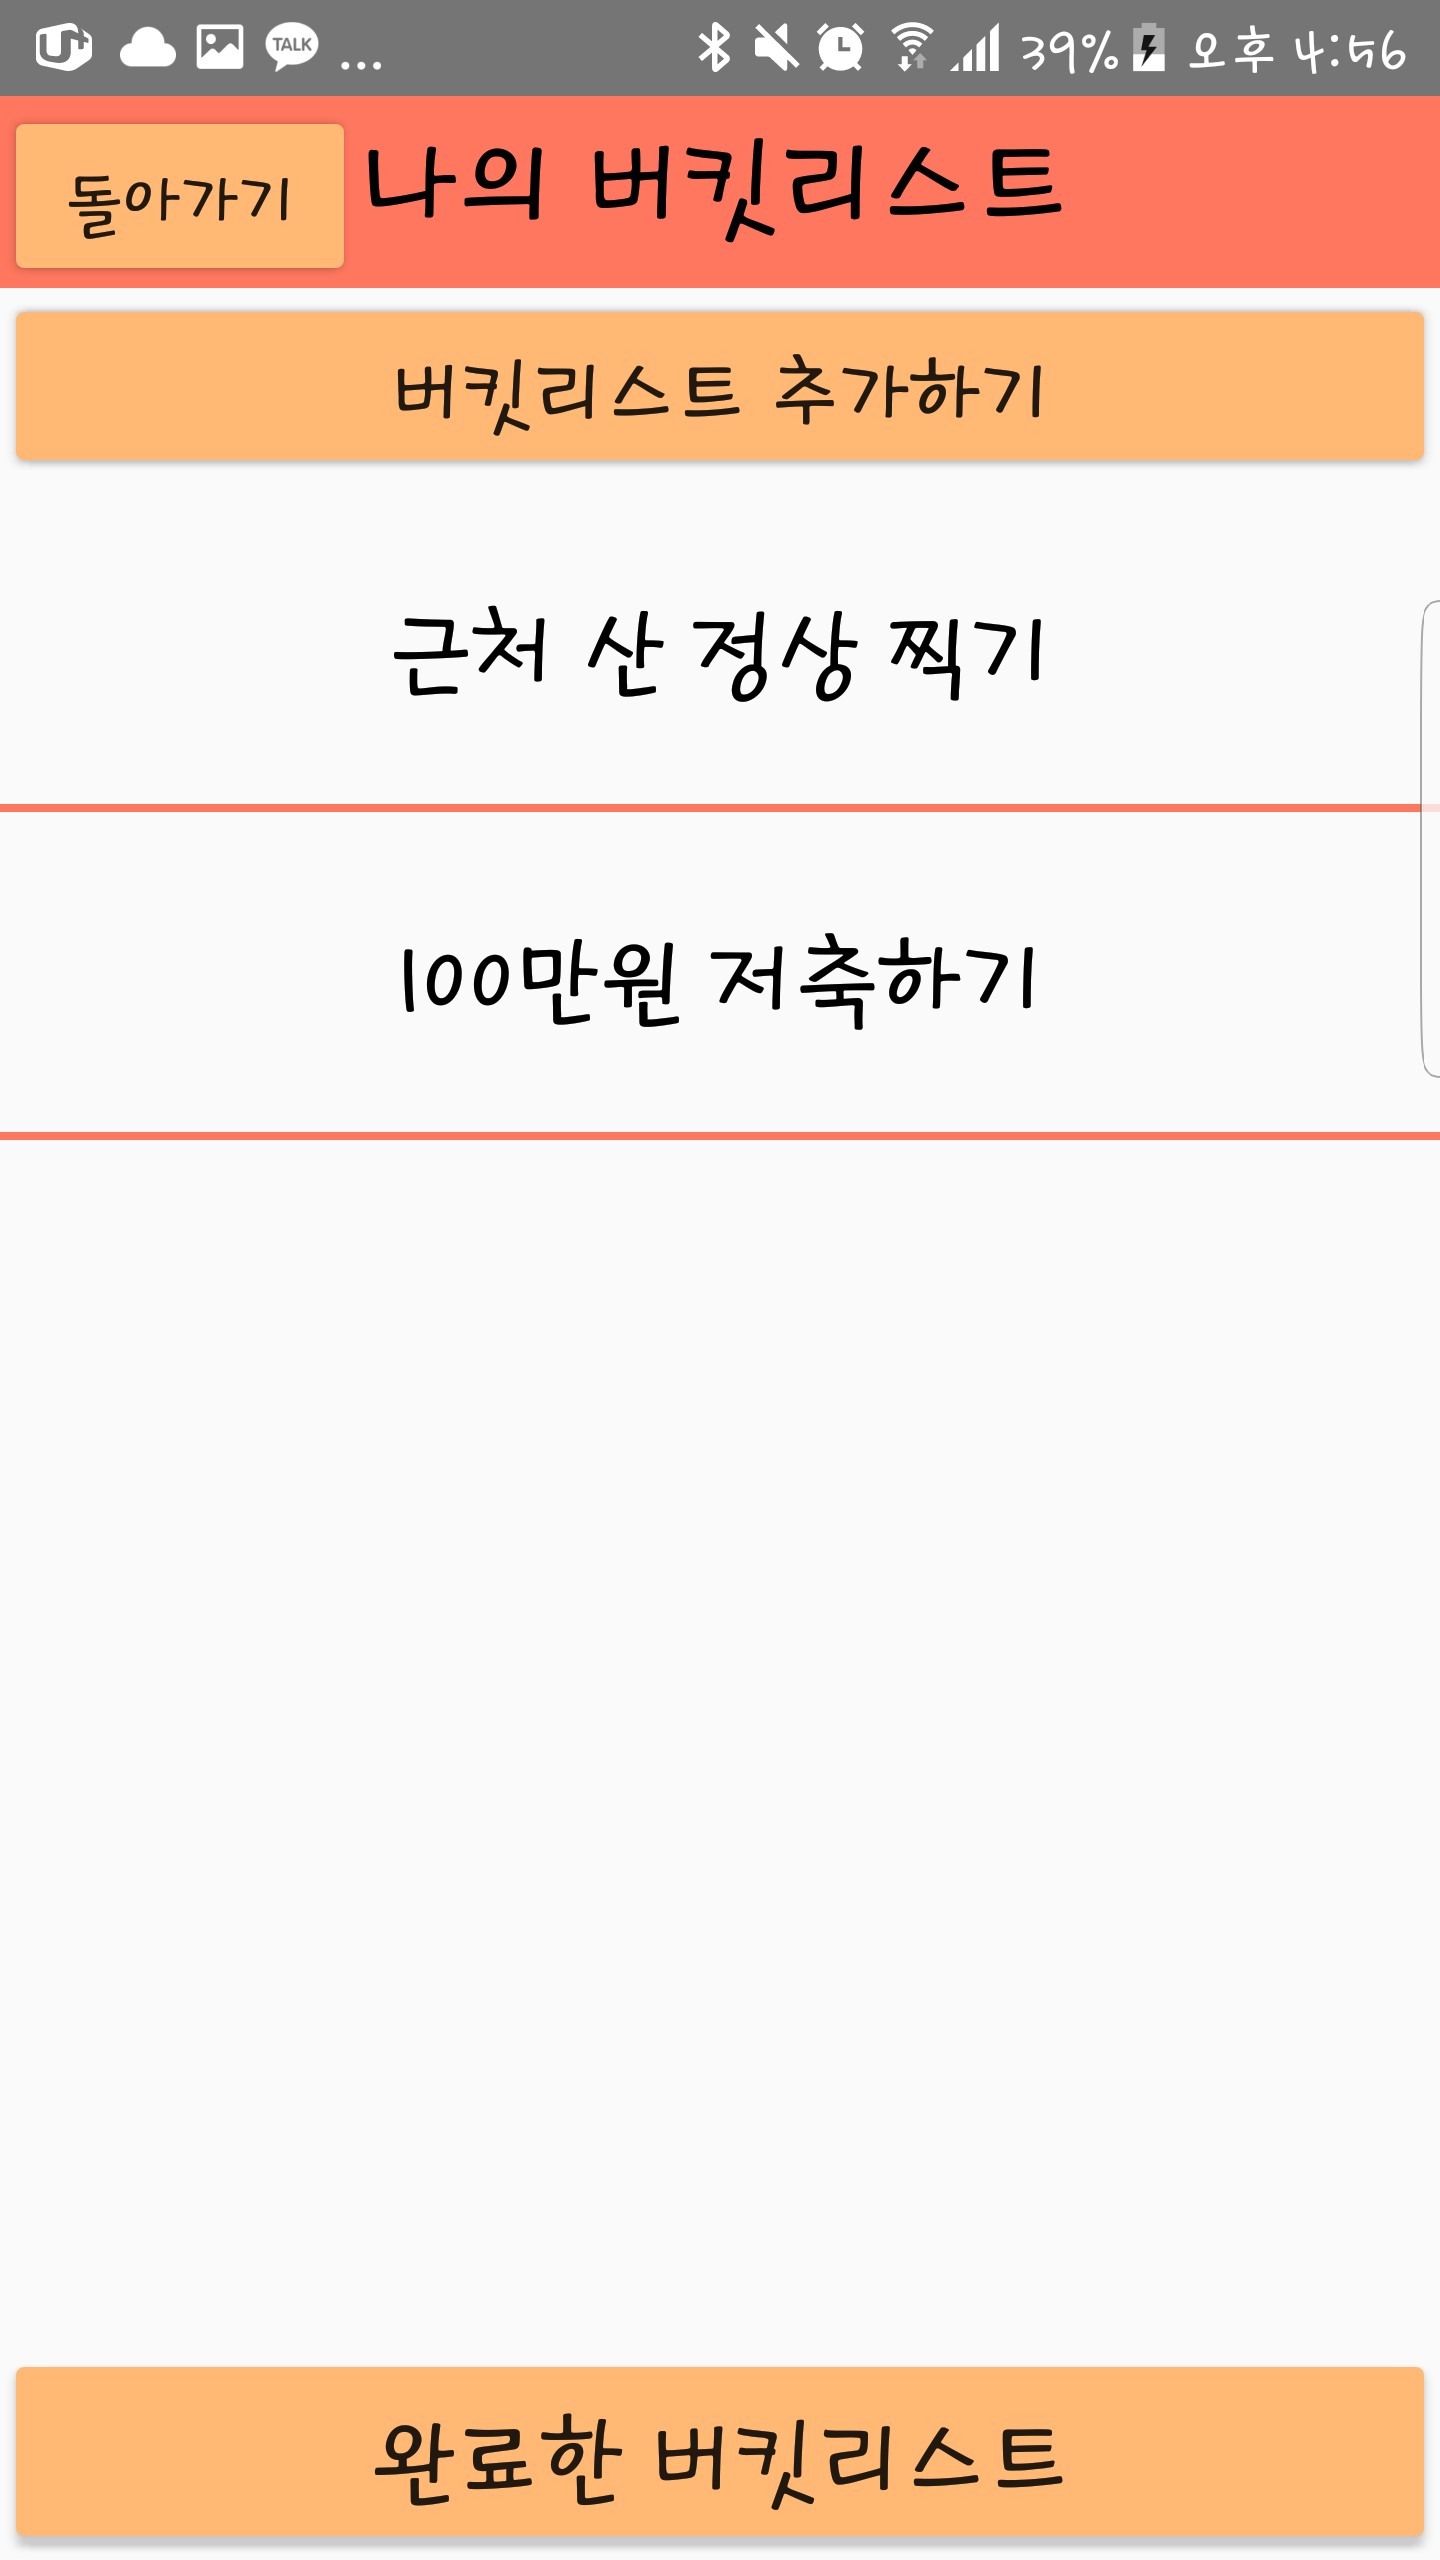 TALK ... 39% 오후 4:56
돌아가기 나의 버킷리스트
버킷리스트 추가하기
근처 산 정상 찍기
100만원 저축하기
완료한 버킷리스트